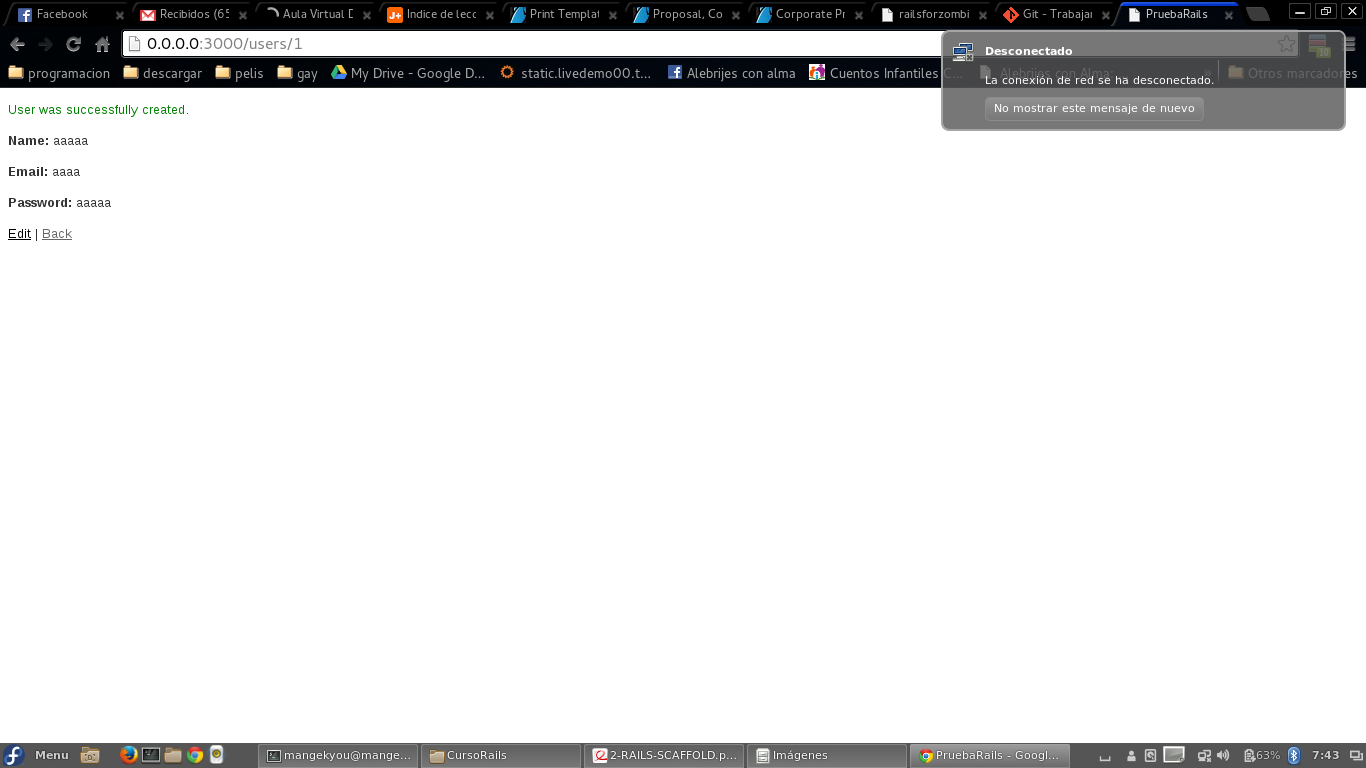 Facebook
Recibidos (65
Aula Virtual D
Indice de lecc
Print Templat
Proposal, Co
Corporate Pr
railsforzombi
Git - Trabajar
PruebaRails
0.0.0.0:3000/users/1
10
programacion
descargar
pelis
gay
My Drive - Google D...
static.livedemo00.t...
Alebrijes con alma
Cuentos Infantiles C...
Alebrijes con Alma:
»
Otros marcadores
Desconectado
La conexión de red se ha desconectado.
No mostrar este mensaje de nuevo
User was successfully created.
Name: aaaaa
Email: aaaa
Password: aaaaa
Edit | Back
Menu
mangekyou@mange...
CursoRails
2-RAILS-SCAFFOLD.p...
Imágenes
PruebaRails - Googl...
63%
7:43